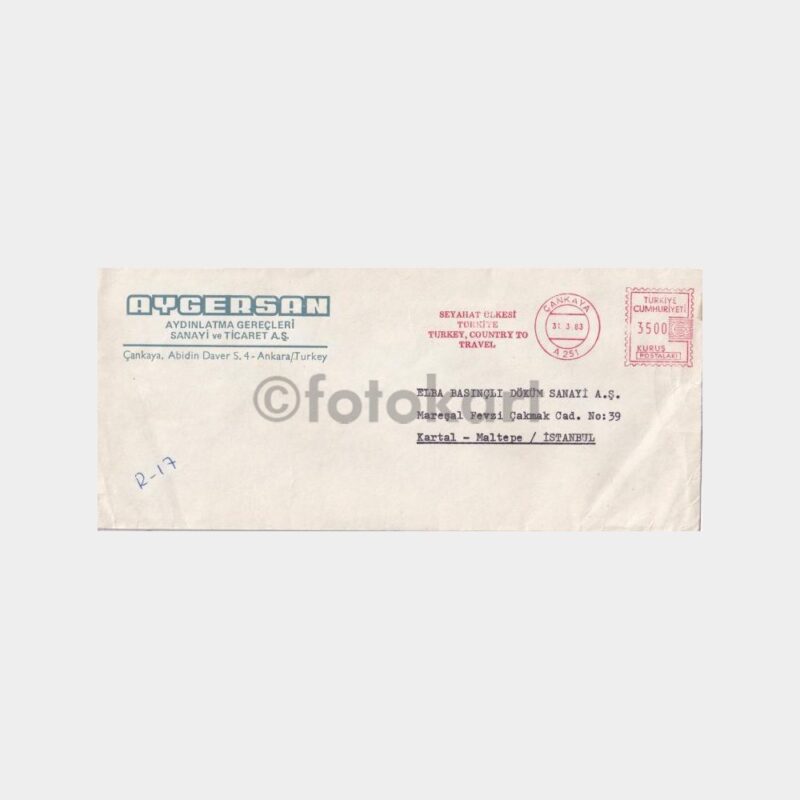 AYGERSAN
AYDINLATMA GEREÇLERİ
SANAYİ ve TİCARET A.Ş.
Çankaya, Abidin Daver S. 4 - Ankara/Turkey
SEYAHAT ÜLKESİ
TÜRKİYE
TURKEY, COUNTRY TO
TRAVEL
ÇANKAYA
31.3.83
A 251
TÜRKİYE
CUMHURİYETİ
3500
KURUŞ
POSTALARI
©fotokart
ELBA BASINÇLI DÖKÜM SANAYİ A.Ş.
Mareşal Fevzi Çakmak Cad. No:39
Kartal - Maltepe / İSTANBUL
R-17